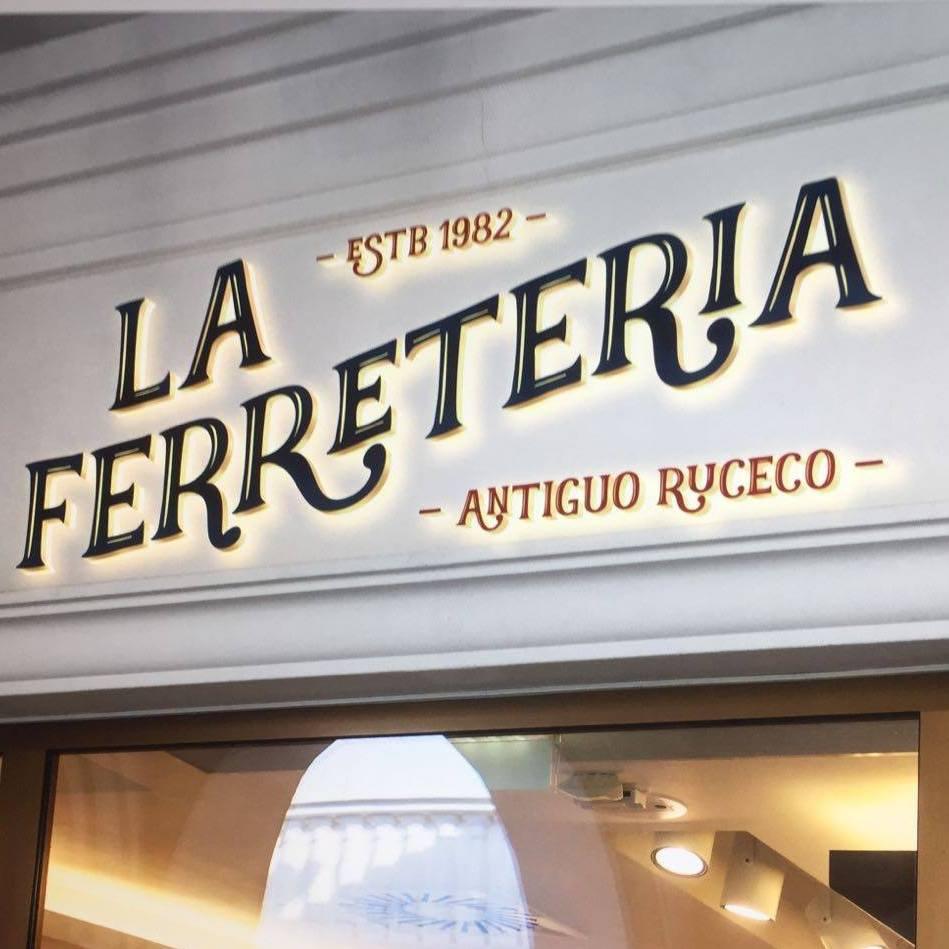 LA
- ESTB 1982 -
FERRETERIA
- ANTIGUO RUCECO -